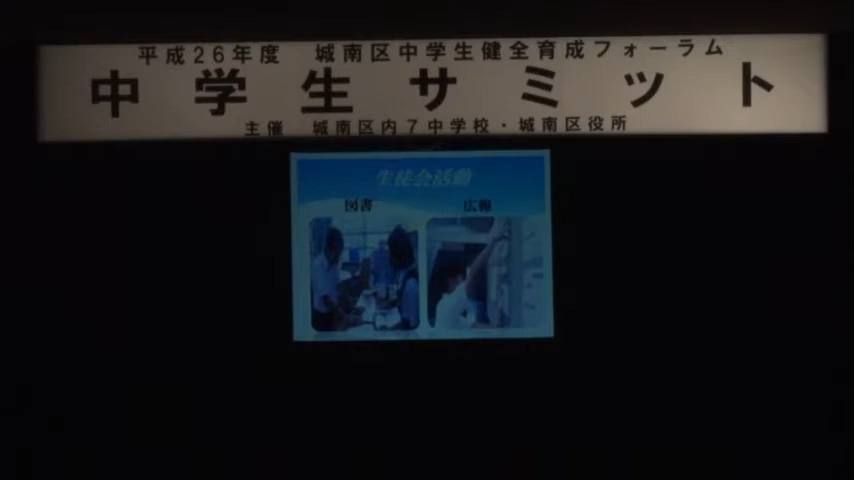 平成26年度 城南区中学生健全育成フォーラム
中学生サミット
主催 城南区内7中学校・城南区役所
生徒会活動
図書 広報